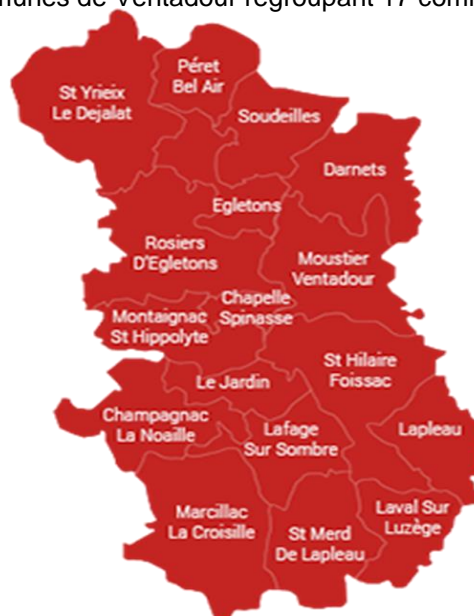 munes de Ventadour regroupant 17 com
Péret
Bel Air
St Yrieix
Le Dejalat
Soudeilles
Darnets
Egletons
Rosiers
D'Egletons
Moustier
Ventadour
Chapelle
Spinasse
Montaignac
St Hippolyte
St Hilaire
Foissac
Le Jardin
Champagnac
La Noaille
Lafage
Sur Sombre
Lapleau
Marcillac
La Croisille
St Merd
De Lapleau
Laval Sur
Luzège